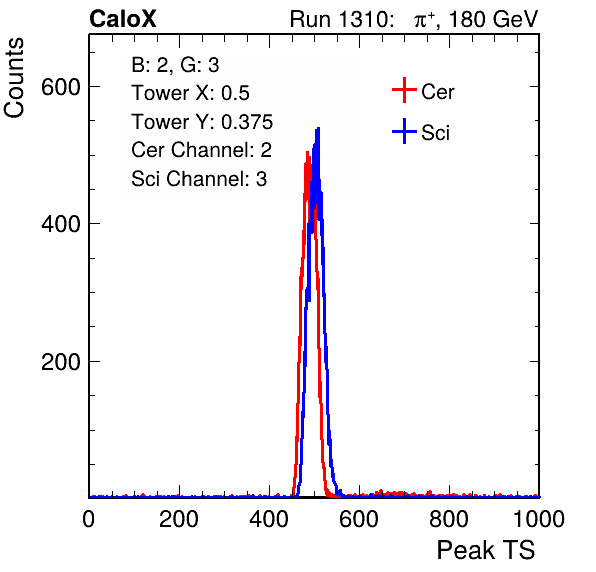 CaloX Run 1310: π⁺, 180 GeV
Counts
B: 2, G: 3
Tower X: 0.5
Tower Y: 0.375
Cer Channel: 2
Sci Channel: 3
Cer
Sci
600
400
200
0 200 400 600 800 1000
Peak TS